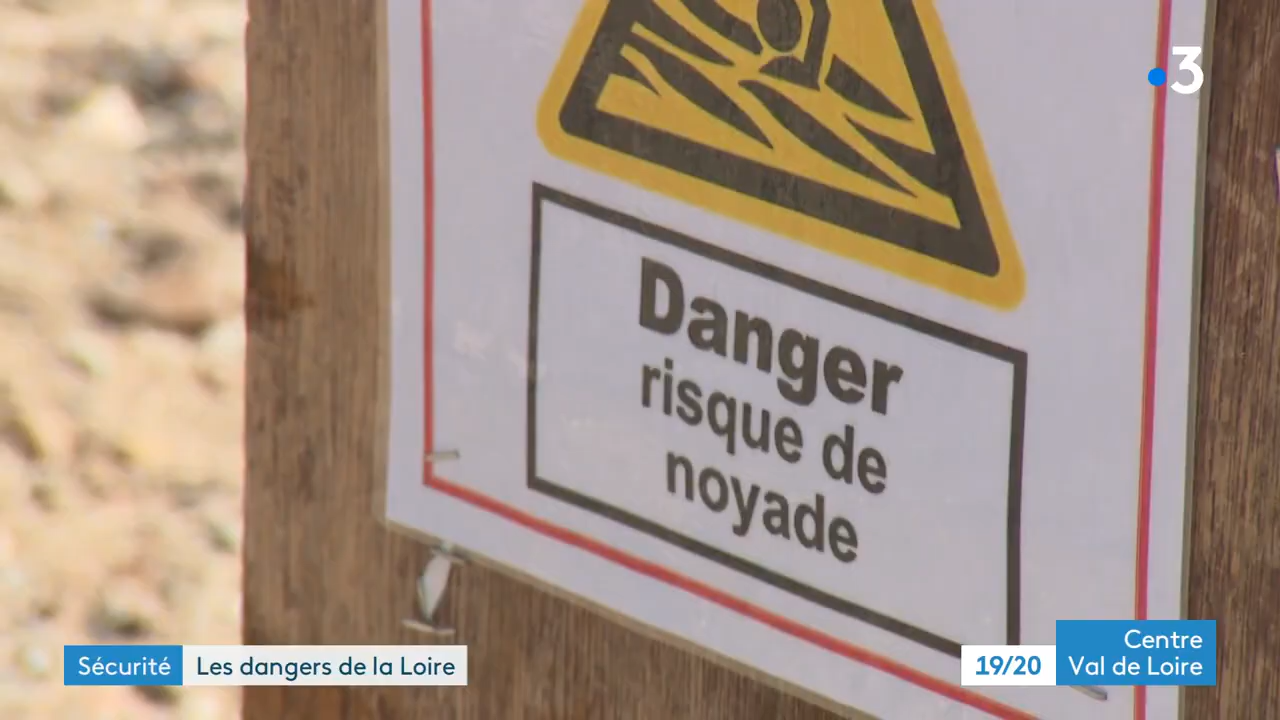 3
Danger
risque de
noyade
Sécurité Les dangers de la Loire
19/20
Centre
Val de Loire